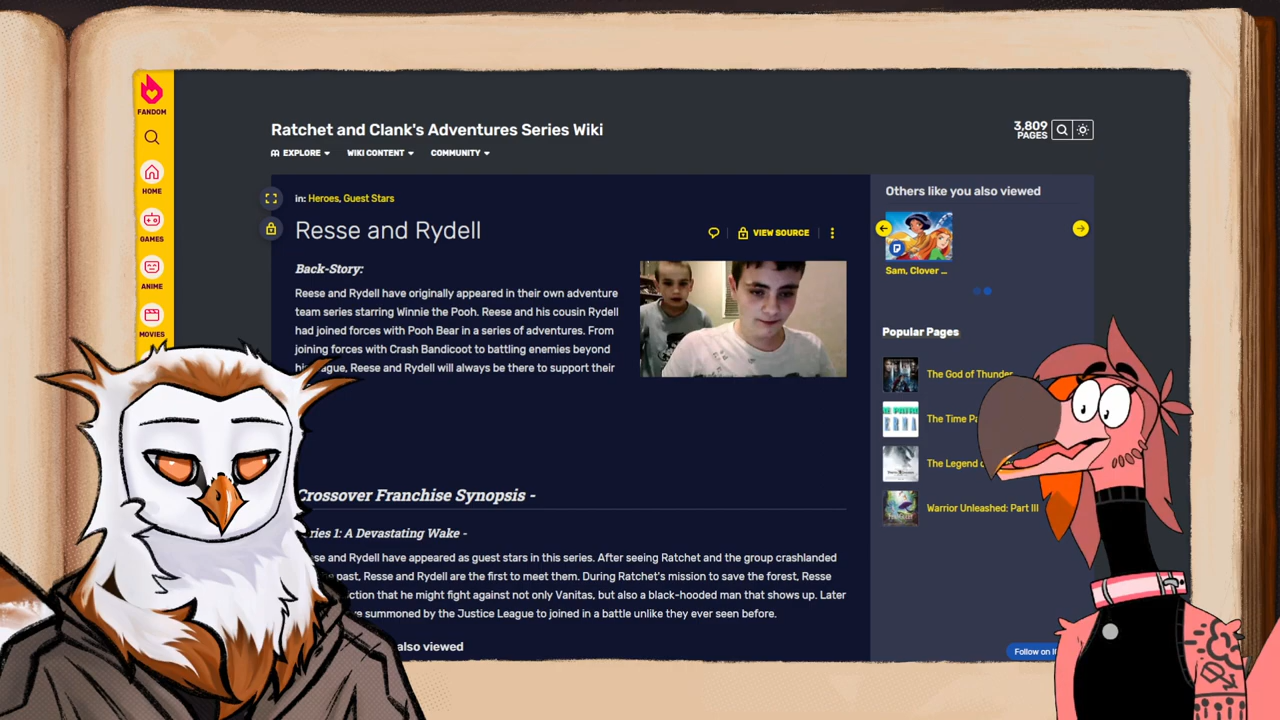 FANDOM
HOME
GAMES
ANIME
MOVIES
Ratchet and Clank's Adventures Series Wiki
3,809
PAGES
EXPLORE
WIKI CONTENT
COMMUNITY
in: Heroes, Guest Stars
Resse and Rydell
VIEW SOURCE
Back-Story:
Reese and Rydell have originally appeared in their own adventure
team series starring Winnie the Pooh. Reese and his cousin Rydell
had joined forces with Pooh Bear in a series of adventures. From
joining forces with Crash Bandicoot to battling enemies beyond
league, Reese and Rydell will always be there to support their
Crossover Franchise Synopsis -
1: A Devastating Wake -
and Rydell have appeared as guest stars in this series. After seeing Ratchet and the group crashlanded
past, Resse and Rydell are the first to meet them. During Ratchet's mission to save the forest, Resse
that he might fight against not only Vanitas, but also a black-hooded man that shows up. Later
summoned by the Justice League to joined in a battle unlike they ever seen before.
also viewed
Others like you also viewed
Sam, Clover ...
Popular Pages
The God of Thunder
The Time
The Legend
Warrior Unleashed: Part III
Follow on